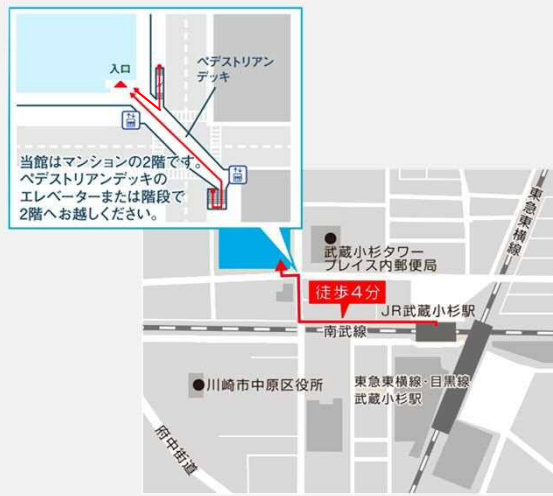 入口
ペデストリアン
デッキ
当館はマンションの2階です。
ペデストリアンデッキの
エレベーターまたは階段で
2階へお越しください。
東急東横線
武蔵小杉タワー
プレイス内郵便局
徒歩4分
JR武蔵小杉駅
南武線
川崎市中原区役所
東急東横線・目黒線
武蔵小杉駅
府中街道